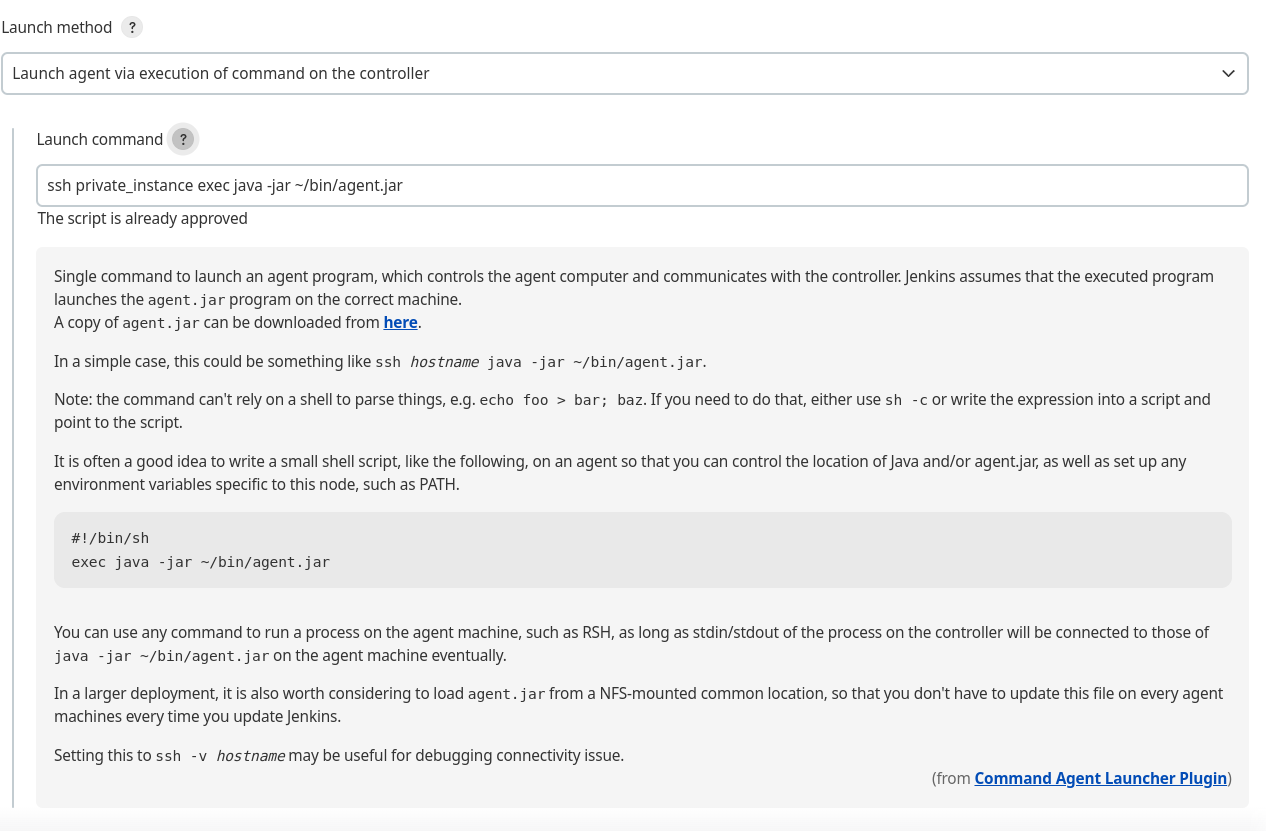 Launch method ?
Launch agent via execution of command on the controller
Launch command ?
ssh private_instance exec java -jar ~/bin/agent.jar
The script is already approved
Single command to launch an agent program, which controls the agent computer and communicates with the controller. Jenkins assumes that the executed program
launches the agent.jar program on the correct machine.
A copy of agent.jar can be downloaded from here.
In a simple case, this could be something like ssh hostname java -jar ~/bin/agent.jar.
Note: the command can't rely on a shell to parse things, e.g. echo foo > bar; baz. If you need to do that, either use sh -c or write the expression into a script and
point to the script.
It is often a good idea to write a small shell script, like the following, on an agent so that you can control the location of Java and/or agent.jar, as well as set up any
environment variables specific to this node, such as PATH.
#!/bin/sh
exec java -jar ~/bin/agent.jar
You can use any command to run a process on the agent machine, such as RSH, as long as stdin/stdout of the process on the controller will be connected to those of
java -jar ~/bin/agent.jar on the agent machine eventually.
In a larger deployment, it is also worth considering to load agent.jar from a NFS-mounted common location, so that you don't have to update this file on every agent
machines every time you update Jenkins.
Setting this to ssh -v hostname may be useful for debugging connectivity issue.
(from Command Agent Launcher Plugin)